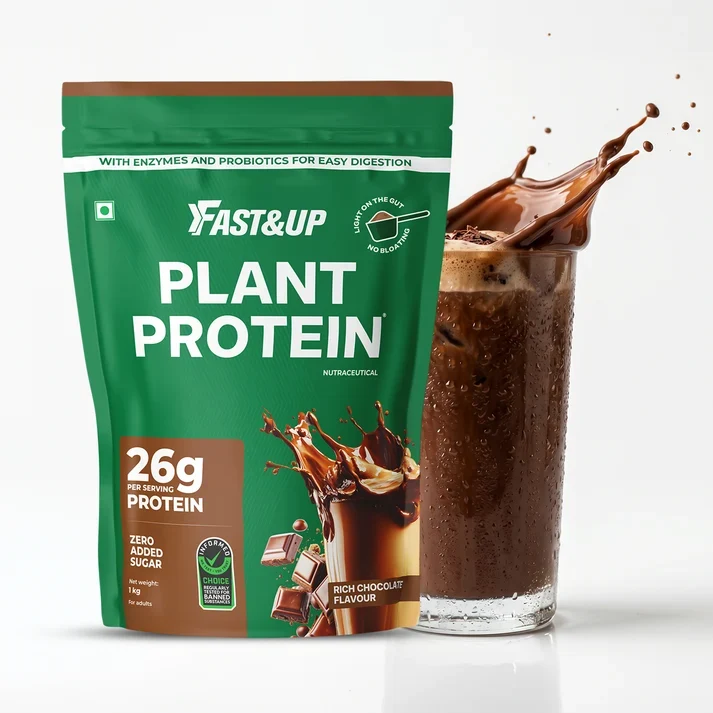 WITH ENZYMES AND PROBIOTICS FOR EASY DIGESTION
FAST&UP
LIGHT ON THE GUT
NO BLOATING
PLANT
PROTEIN
NUTRACEUTICAL
26g
PER SERVING
PROTEIN
ZERO
ADDED
SUGAR
Net weight:
1 kg
For adults
INFORMED
CHOICE
REGULARLY
TESTED FOR
BANNED
SUBSTANCES
RICH CHOCOLATE
FLAVOUR